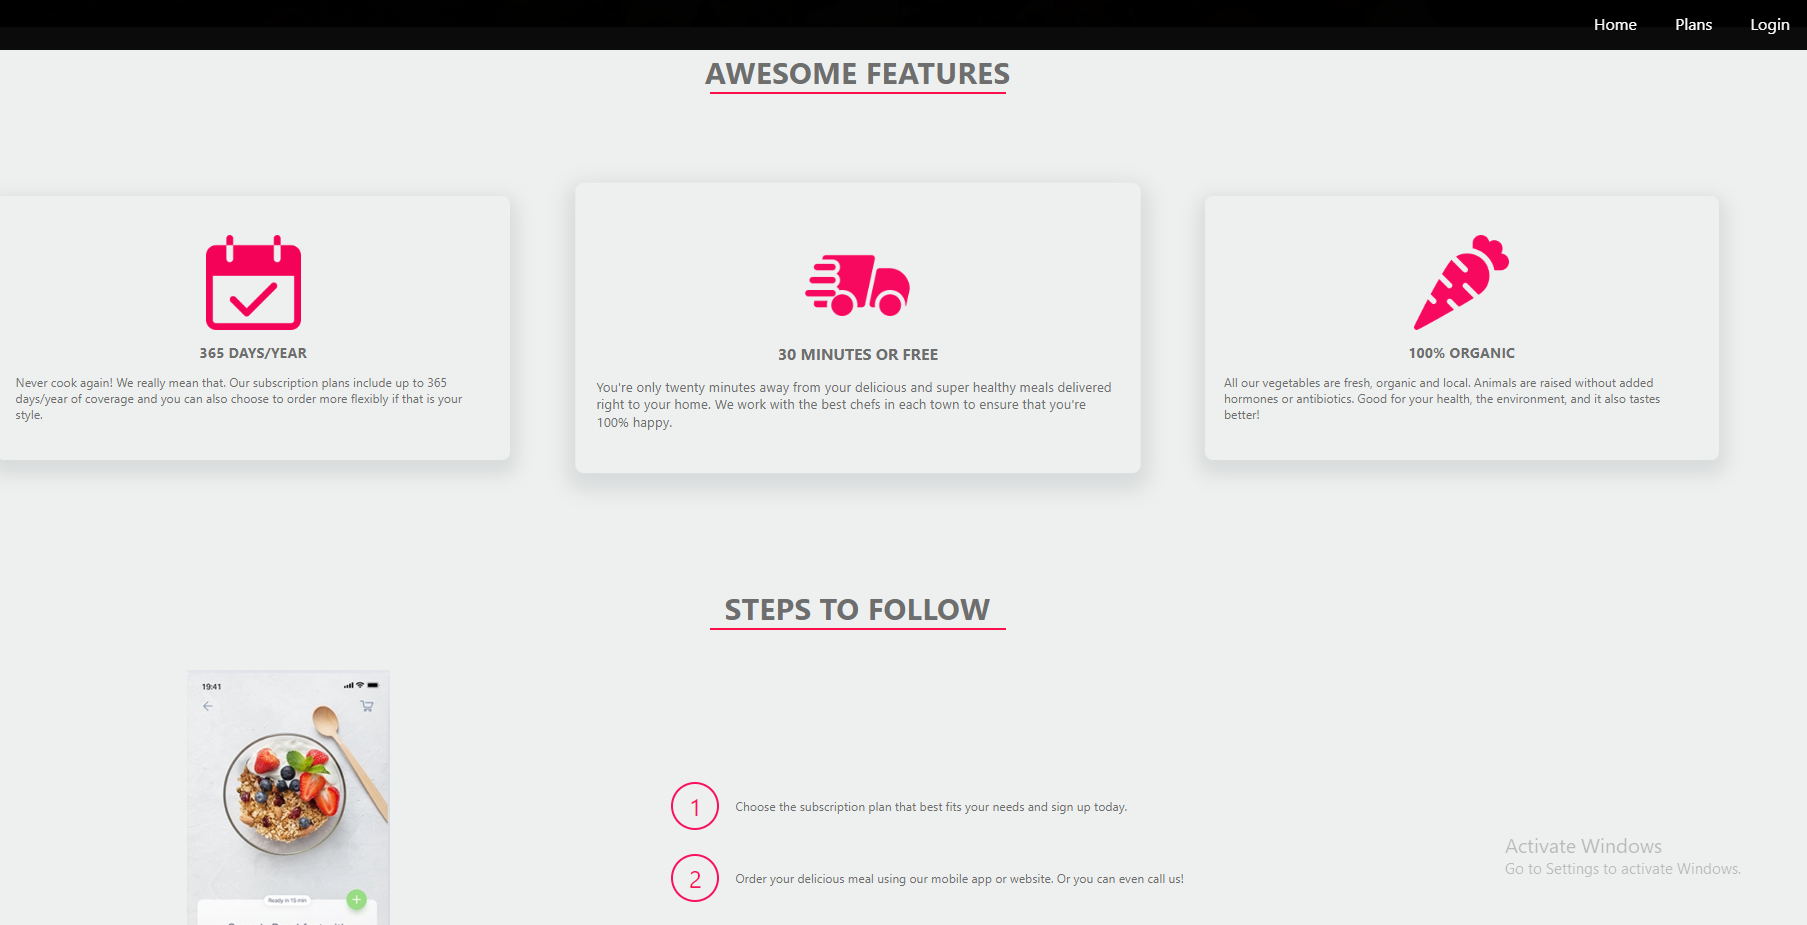 Home Plans Login
AWESOME FEATURES
365 DAYS/YEAR
Never cook again! We really mean that. Our subscription plans include up to 365
days/year of coverage and you can also choose to order more flexibly if that is your
style.
30 MINUTES OR FREE
You're only twenty minutes away from your delicious and super healthy meals delivered
right to your home. We work with the best chefs in each town to ensure that you're
100% happy.
100% ORGANIC
All our vegetables are fresh, organic and local. Animals are raised without added
hormones or antibiotics. Good for your health, the environment, and it also tastes
better!
STEPS TO FOLLOW
19:41
Ready in 15 min
1 Choose the subscription plan that best fits your needs and sign up today.
2 Order your delicious meal using our mobile app or website. Or you can even call us!
Activate Windows
Go to Settings to activate Windows.